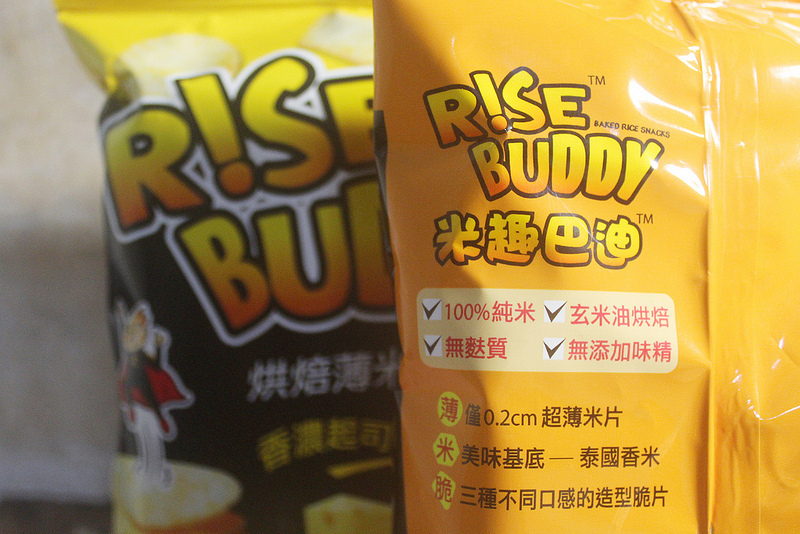 R!SE
BU
烘焙薄米
香濃起司
R!SE™
BAKED RICE SNACKS
BUDDY
米趣巴迪™
100%純米 玄米油烘焙
無麩質 無添加味精
薄 僅0.2cm 超薄米片
米 美味基底 — 泰國香米
脆 三種不同口感的造型脆片